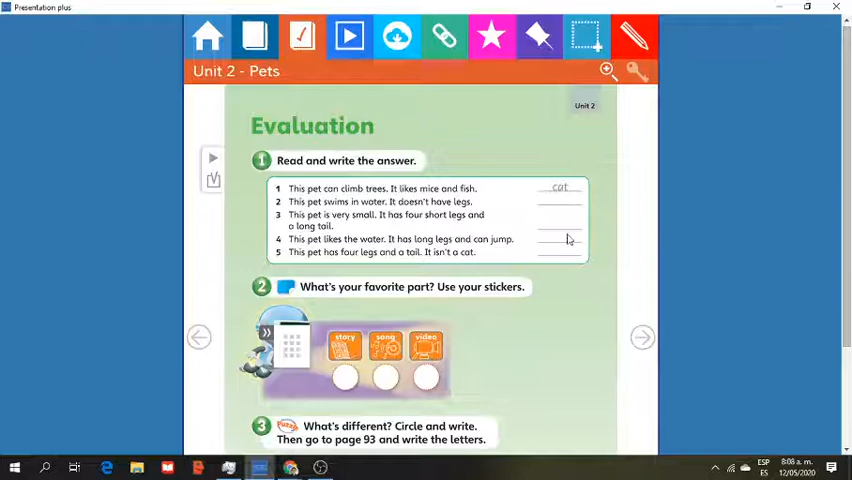 Presentation plus
Unit 2 - Pets
Unit 2
Evaluation
1 Read and write the answer.
1 This pet can climb trees. It likes mice and fish. cat
2 This pet swims in water. It doesn't have legs.
3 This pet is very small. It has four short legs and
a long tail.
4 This pet likes the water. It has long legs and can jump.
5 This pet has four legs and a tail. It isn't a cat.
2 What's your favorite part? Use your stickers.
story song video
3 Puzzle What's different? Circle and write.
Then go to page 93 and write the letters.
ESP 8:08 a. m.
ES 12/05/2020